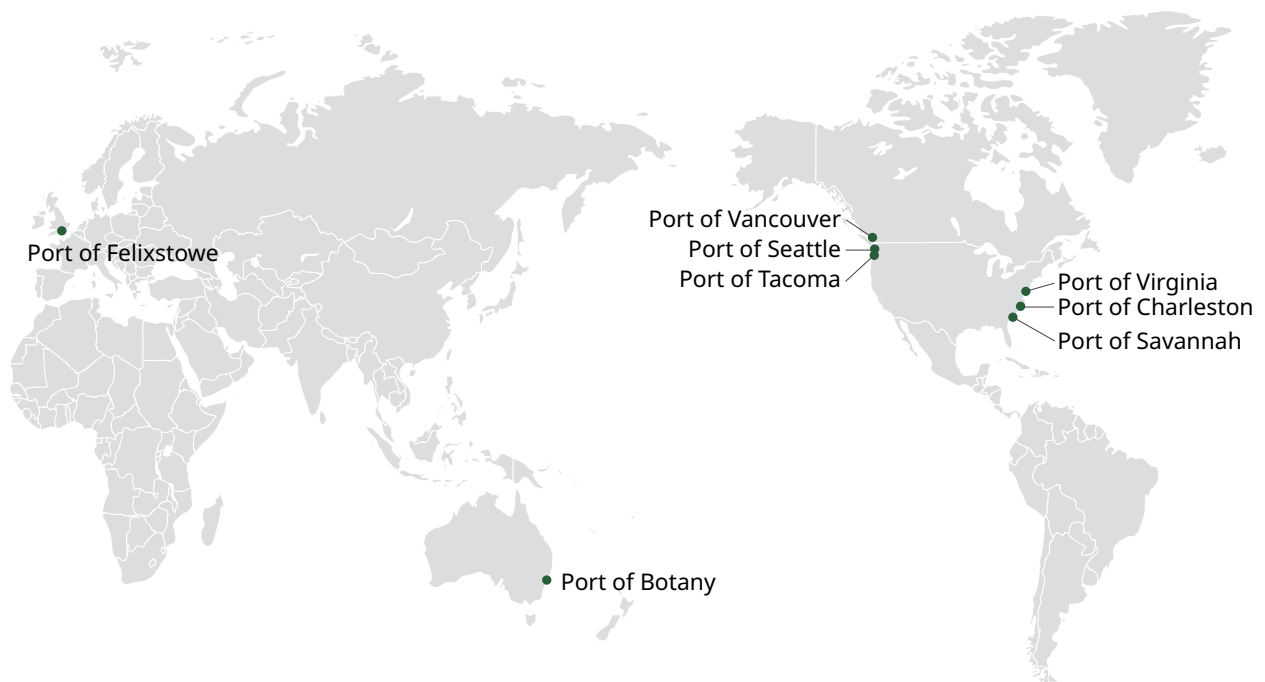 Port of Vancouver
Port of Seattle
Port of Felixstowe
Port of Tacoma
Port of Virginia
Port of Charleston
Port of Savannah
Port of Botany